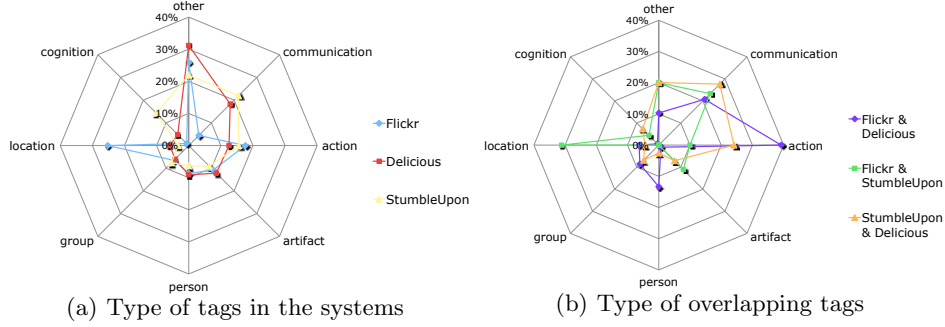 other
40%
30%
20%
10%
0%
cognition
communication
location
action
group
artifact
person
Flickr
Delicious
StumbleUpon
(a) Type of tags in the systems
other
40%
30%
20%
10%
0%
cognition
communication
location
action
group
artifact
person
Flickr &
Delicious
Flickr &
StumbleUpon
StumbleUpon
& Delicious
(b) Type of overlapping tags